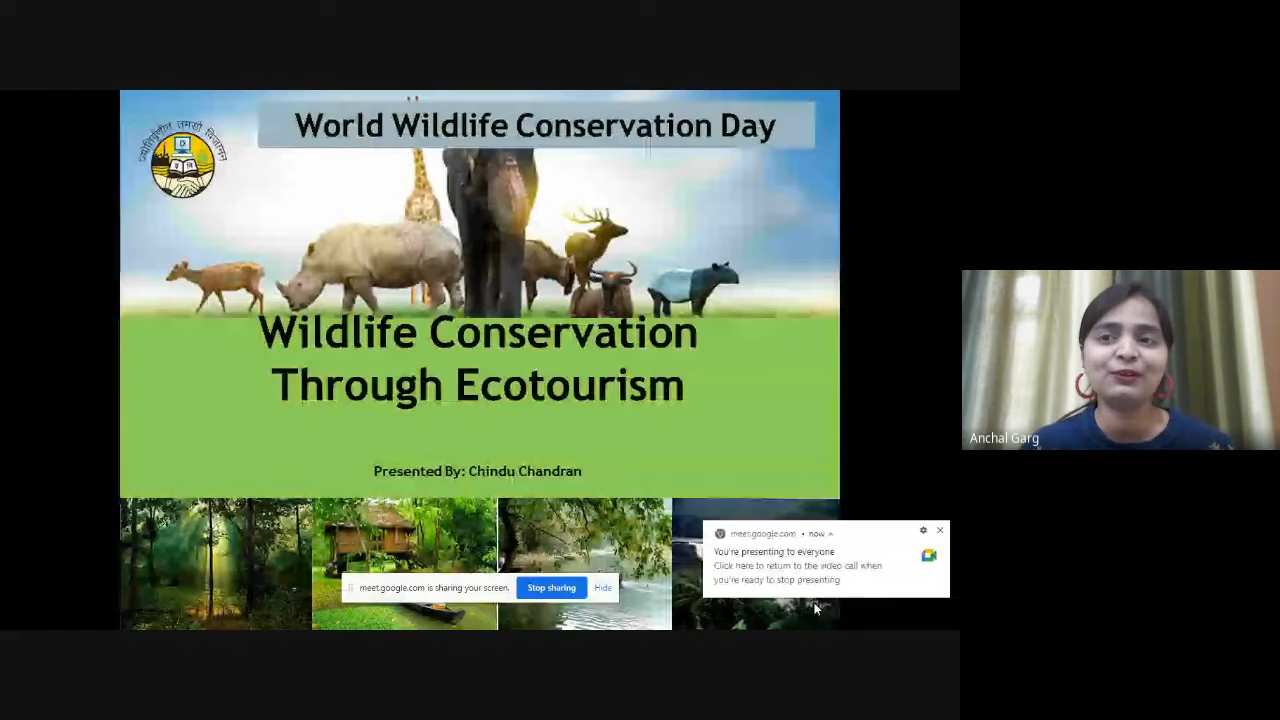 World Wildlife Conservation Day
ज्योतिर्वृणीत तमसो विजानन
Wildlife Conservation
Through Ecotourism
Presented By: Chindu Chandran
Anchal Garg
meet.google.com • now
You're presenting to everyone
Click here to return to the video call when
you're ready to stop presenting
meet.google.com is sharing your screen.
Stop sharing
Hide